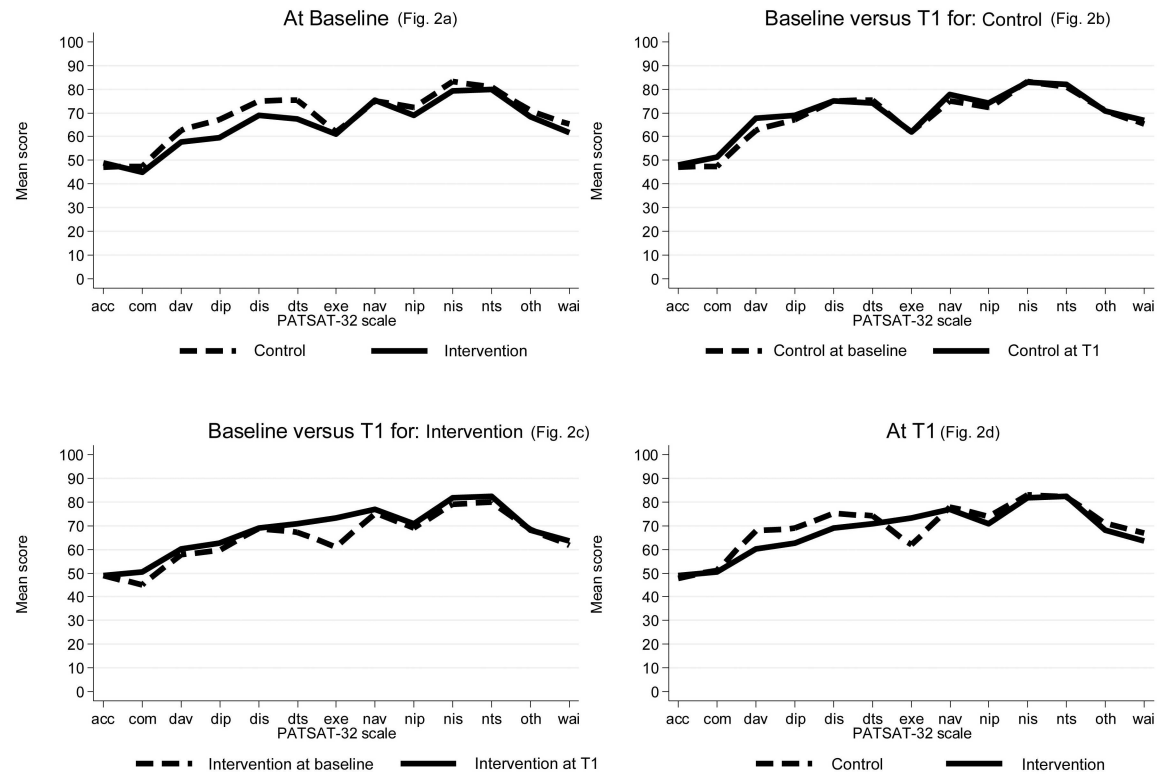 At Baseline (Fig. 2a)
Mean score
100
90
80
70
60
50
40
30
20
10
0
acc com dav dip dis dts exe nav nip nis nts oth wai
PATSAT-32 scale
Control Intervention
Baseline versus T1 for: Control (Fig. 2b)
Mean score
100
90
80
70
60
50
40
30
20
10
0
acc com dav dip dis dts exe nav nip nis nts oth wai
PATSAT-32 scale
Control at baseline Control at T1
Baseline versus T1 for: Intervention (Fig. 2c)
Mean score
100
90
80
70
60
50
40
30
20
10
0
acc com dav dip dis dts exe nav nip nis nts oth wai
PATSAT-32 scale
Intervention at baseline Intervention at T1
At T1 (Fig. 2d)
Mean score
100
90
80
70
60
50
40
30
20
10
0
acc com dav dip dis dts exe nav nip nis nts oth wai
PATSAT-32 scale
Control Intervention